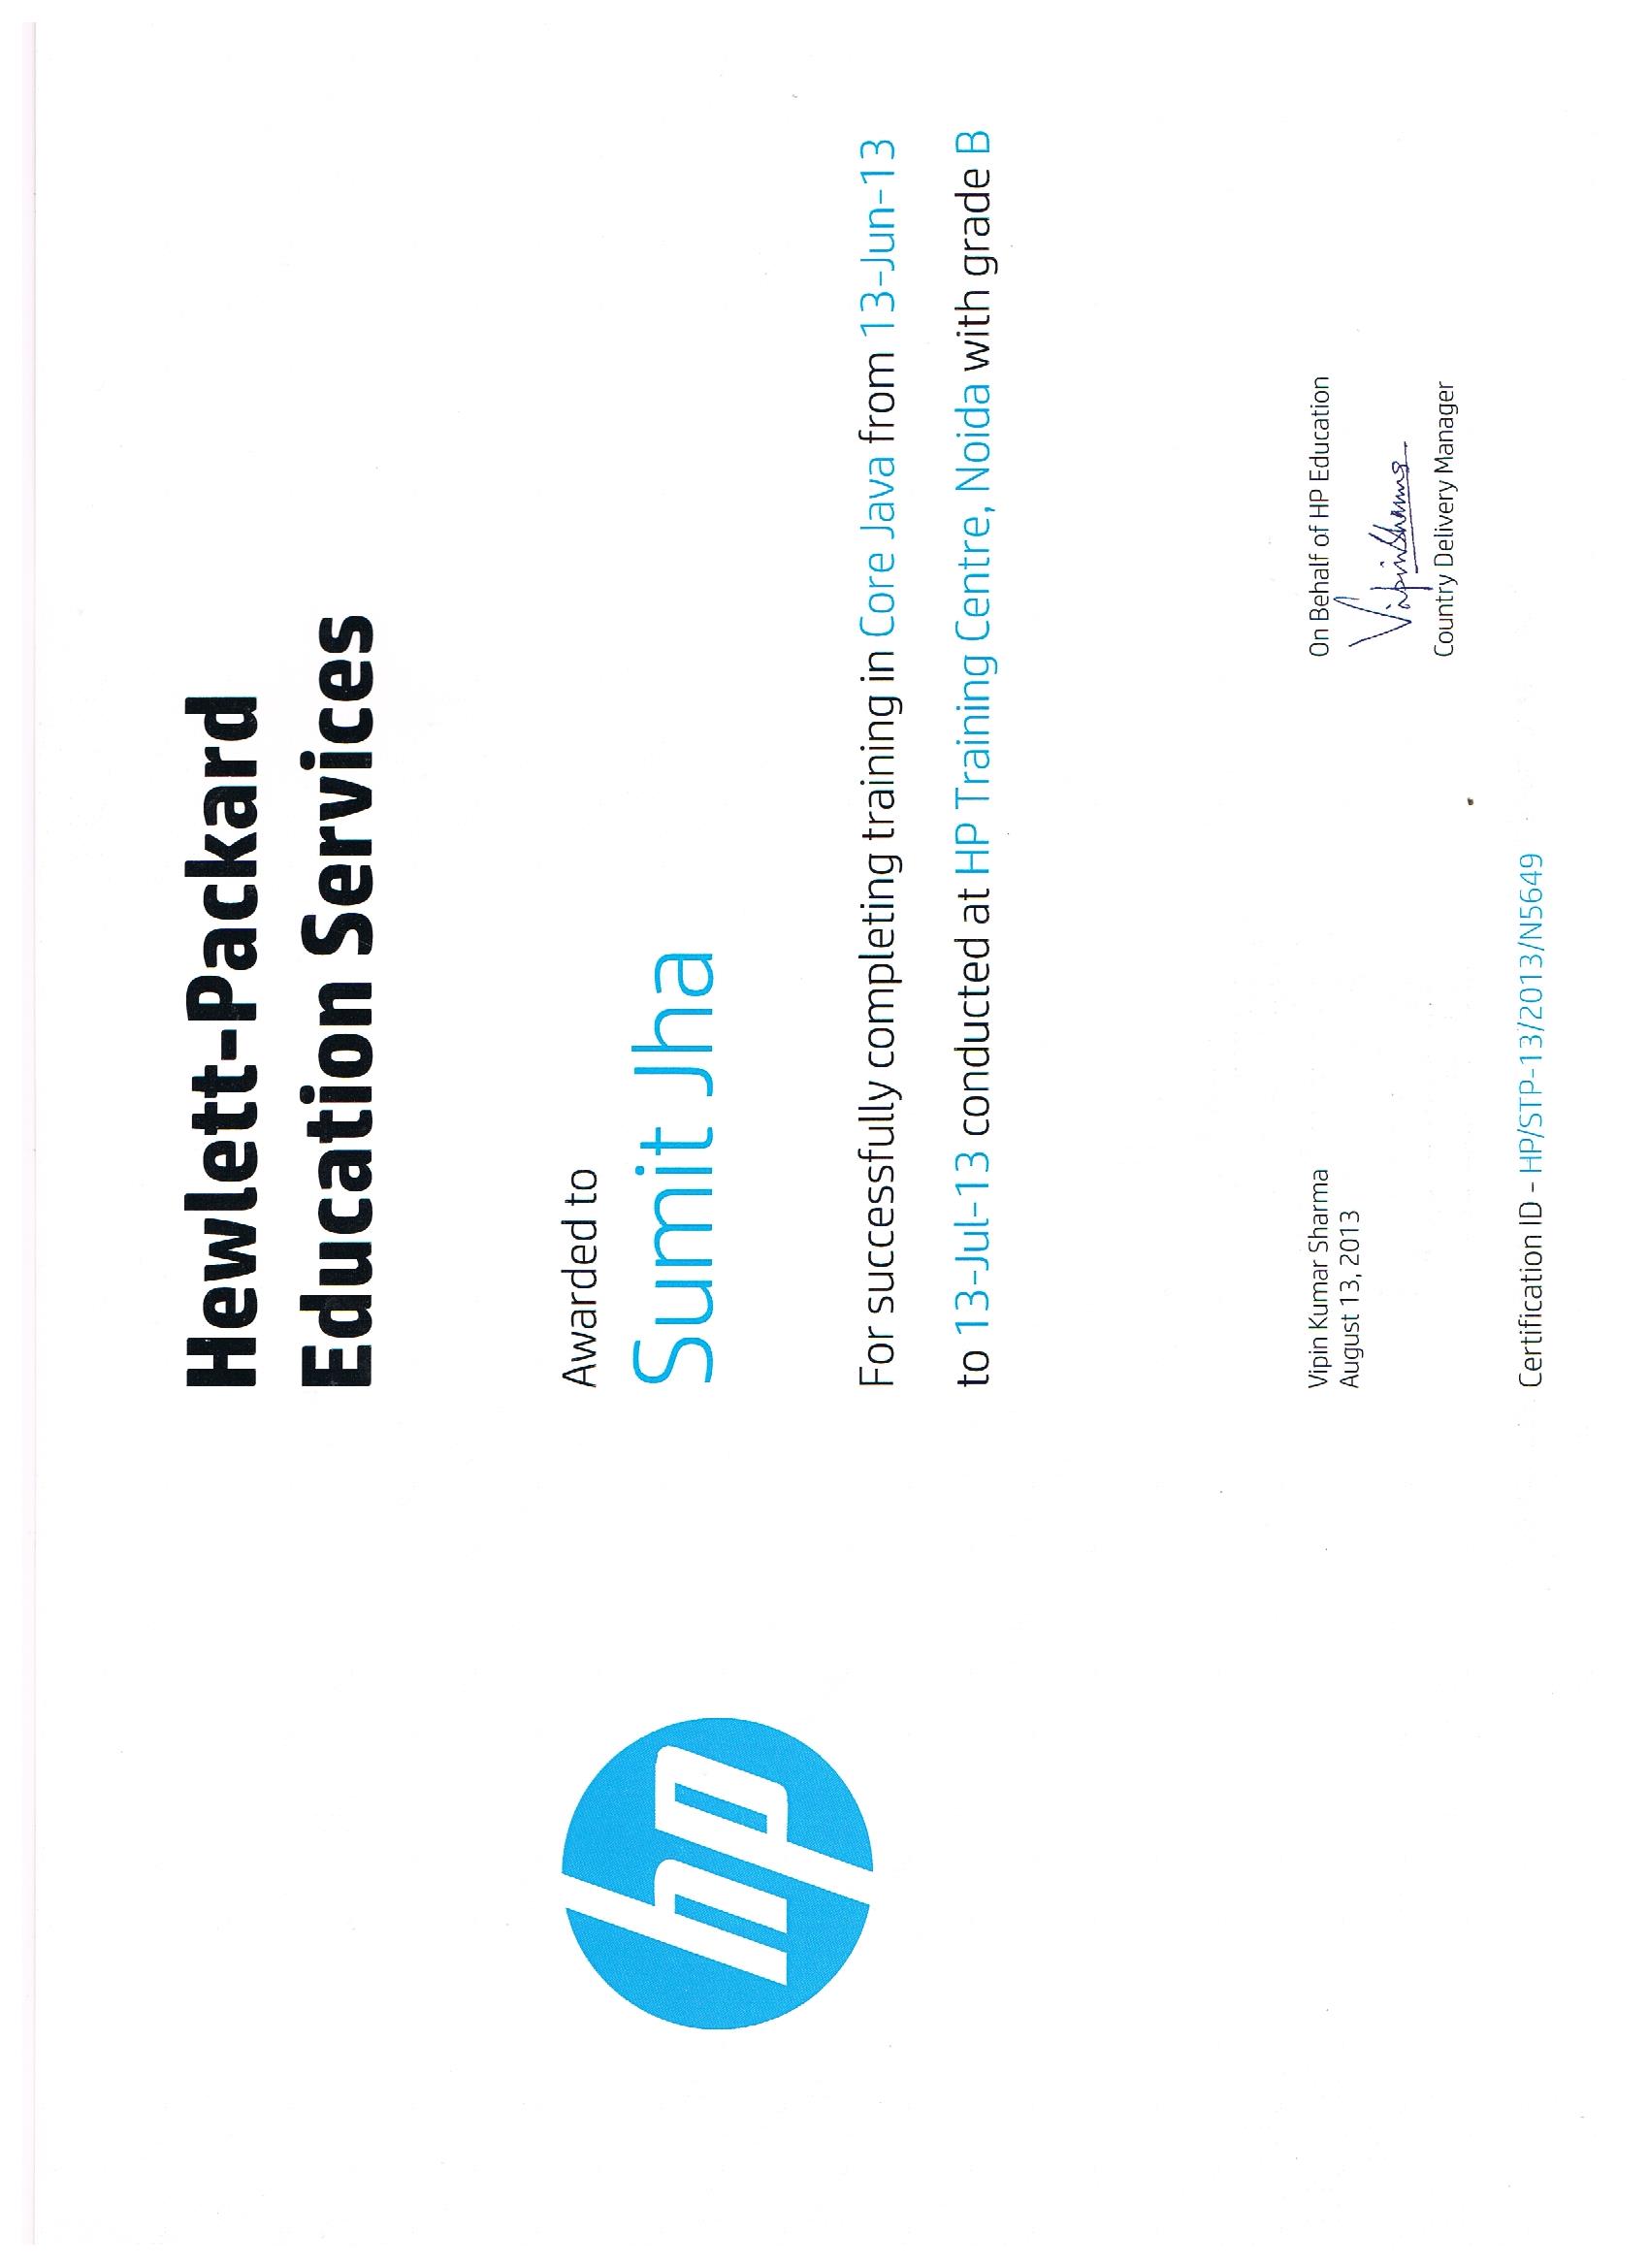 Hewlett-Packard
Education Services
Awarded to
Sumit Jha
For successfully completing training in Core Java from 13-Jun-13
to 13-Jul-13 conducted at HP Training Centre, Noida with grade B
hp
Vipin Kumar Sharma
August 13, 2013
On Behalf of HP Education
Vipin Sharma
Country Delivery Manager
Certification ID - HP/STP-13/2013/N5649